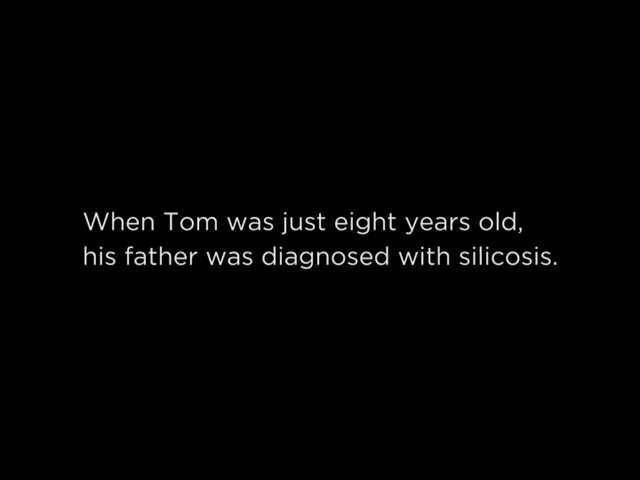 When Tom was just eight years old,
his father was diagnosed with silicosis.